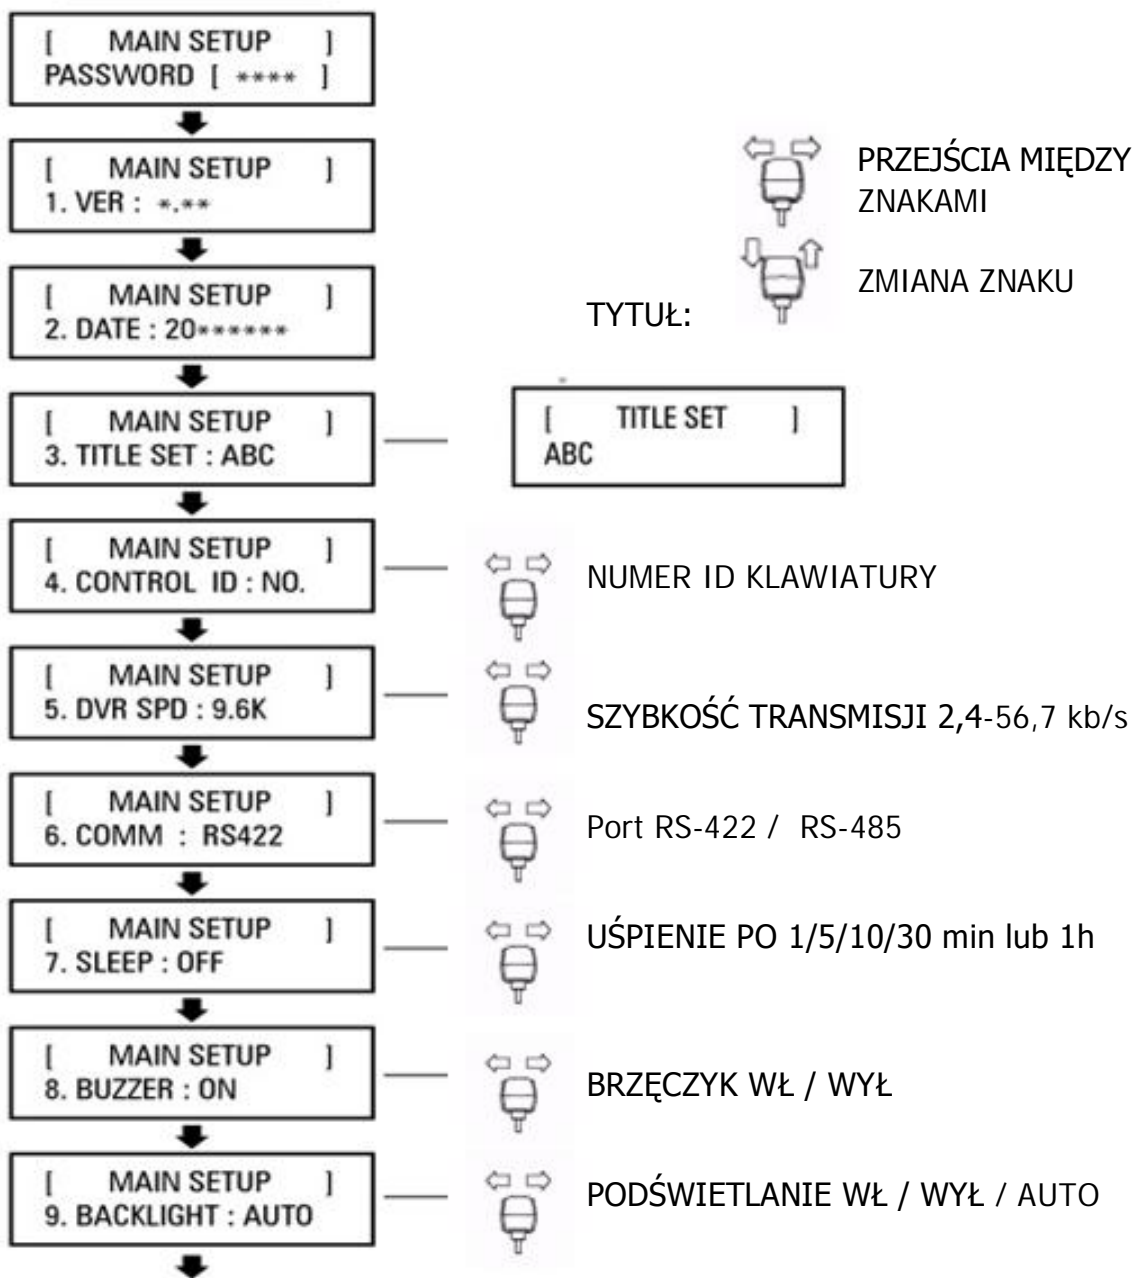 [ MAIN SETUP ]
PASSWORD [ **** ]
[ MAIN SETUP ]
1. VER : *.**
PRZEJŚCIA MIĘDZY
ZNAKAMI
[ MAIN SETUP ]
2. DATE : 20******
ZMIANA ZNAKU
TYTUŁ:
[ MAIN SETUP ]
3. TITLE SET : ABC
[ TITLE SET ]
ABC
[ MAIN SETUP ]
4. CONTROL ID : NO.
NUMER ID KLAWIATURY
[ MAIN SETUP ]
5. DVR SPD : 9.6K
SZYBKOŚĆ TRANSMISJI 2,4-56,7 kb/s
[ MAIN SETUP ]
6. COMM : RS422
Port RS-422 / RS-485
[ MAIN SETUP ]
7. SLEEP : OFF
UŚPIENIE PO 1/5/10/30 min lub 1h
[ MAIN SETUP ]
8. BUZZER : ON
BRZĘCZYK WŁ / WYŁ
[ MAIN SETUP ]
9. BACKLIGHT : AUTO
PODŚWIETLANIE WŁ / WYŁ / AUTO